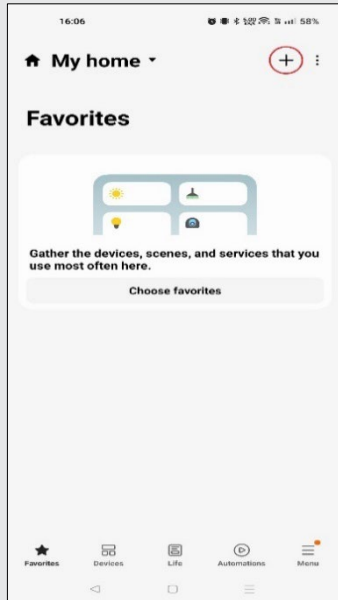 16:06
58%
My home
Favorites
Gather the devices, scenes, and services that you
use most often here.
Choose favorites
Favorites Devices Life Automations Menu